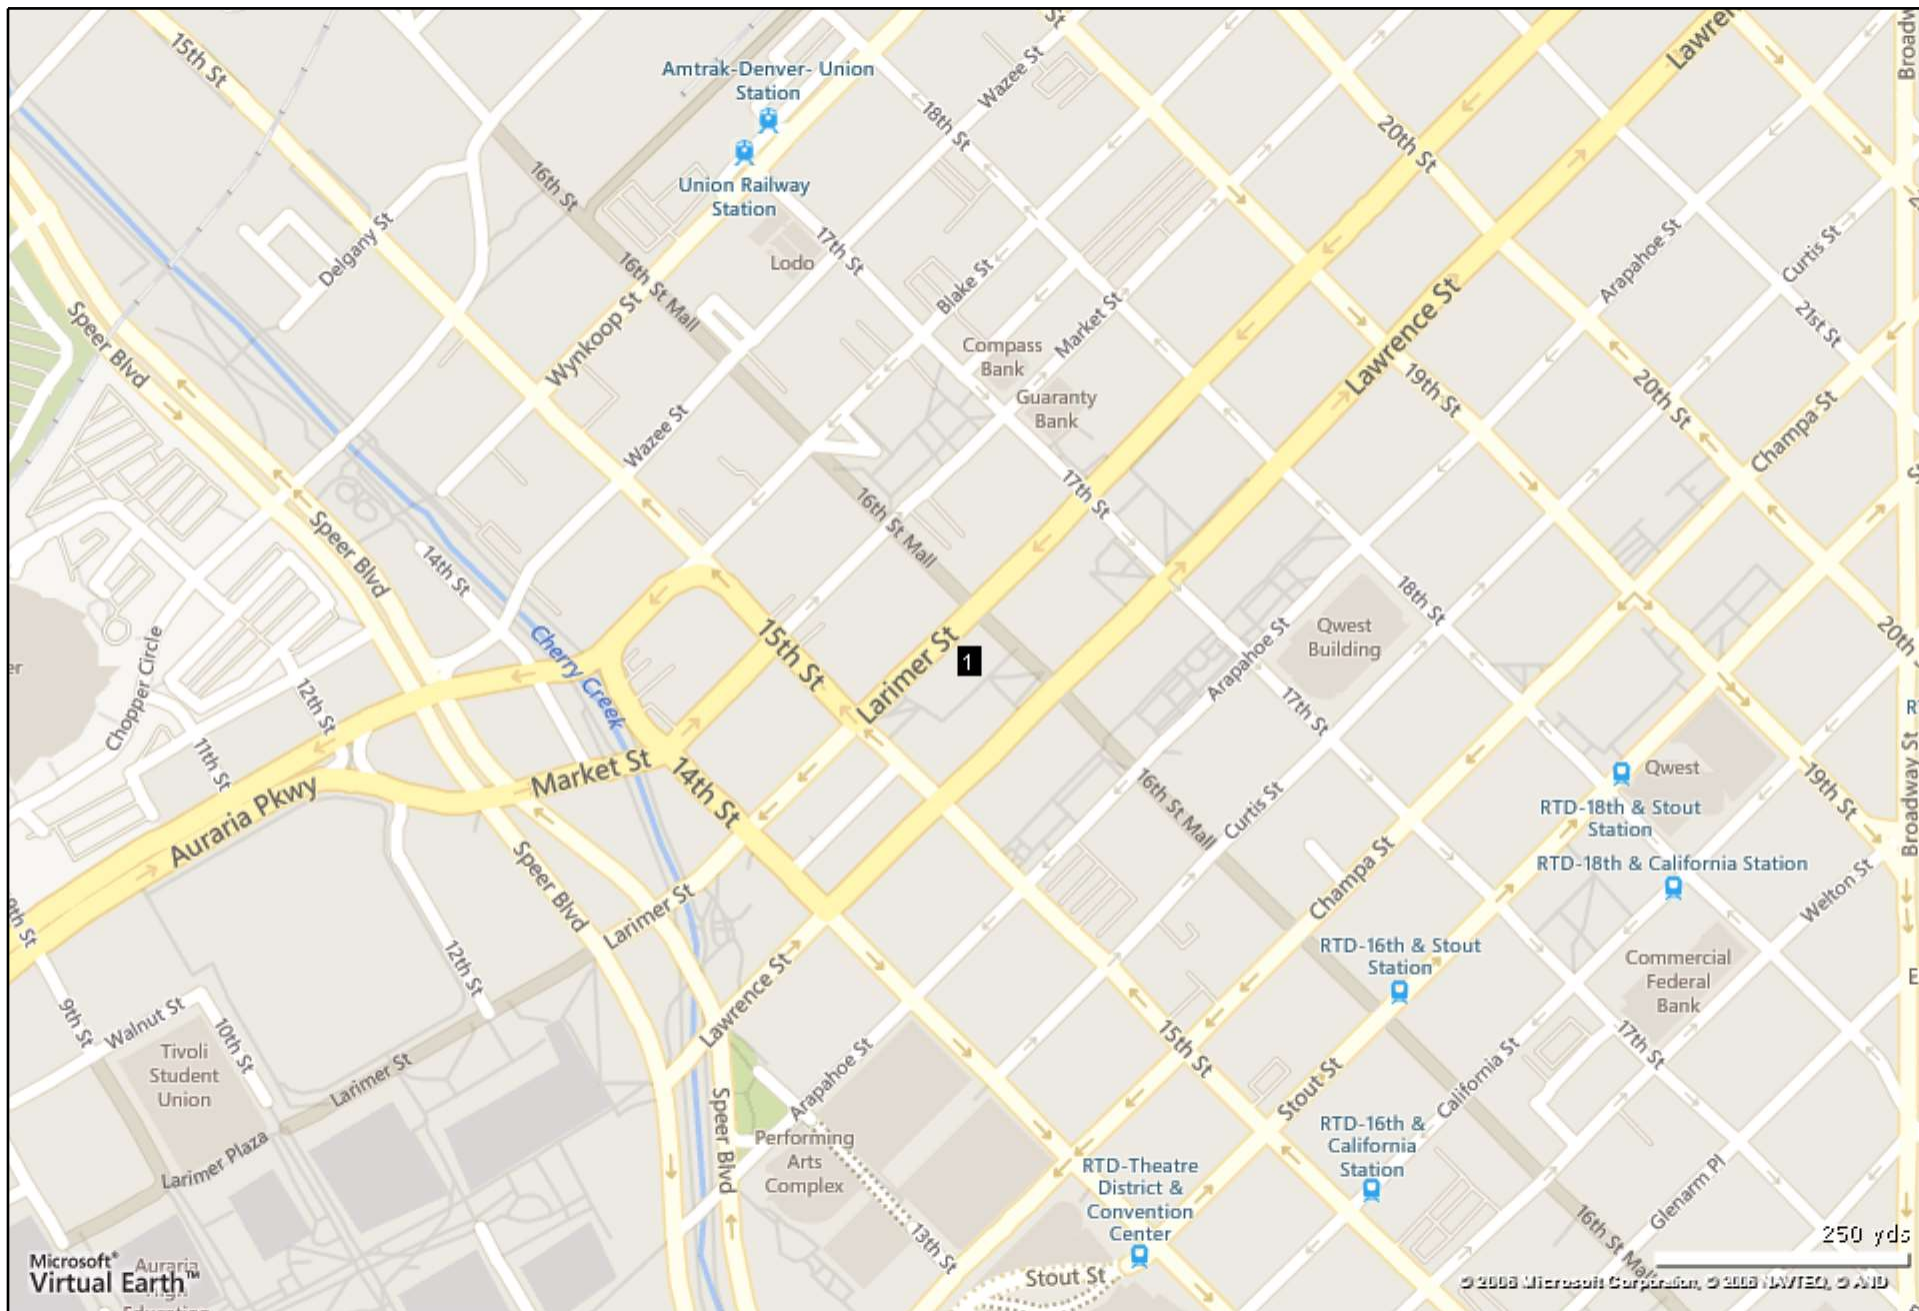 15th St
Amtrak-Denver- Union
Station
Union Railway
Station
Wazee St
18th St
20th St
Lawrence St
16th St
Delgany St
16th St Mall
17th St
Lodo
Blake St
Market St
Arapahoe St
Curtis St
21st St
Speer Blvd
Wynkoop St
Compass
Bank
Guaranty
Bank
19th St
20th St
Champa St
Wazee St
17th St
16th St Mall
Speer Blvd
14th St
Cherry Creek
15th St
Larimer St
1
Arapahoe St
Qwest
Building
18th St
Chopper Circle
12th St
11th St
17th St
Market St
14th St
Auraria Pkwy
16th St Mall
Curtis St
Qwest
RTD-18th & Stout
Station
19th St
Broadway St
RTD-18th & California Station
Speer Blvd
Larimer St
Champa St
Welton St
12th St
Lawrence St
RTD-16th & Stout
Station
Commercial
Federal
Bank
9th St
Walnut St
10th St
Tivoli
Student
Union
Larimer St
Arapahoe St
15th St
Stout St
California St
17th St
Larimer Plaza
Speer Blvd
Performing
Arts
Complex
RTD-16th &
California
Station
RTD-Theatre
District &
Convention
Center
13th St
Glenarm Pl
16th St Mall
Stout St
250 yds
Microsoft®
Virtual Earth™
Auraria
© 2006 Microsoft Corporation, © 2006 NAVTEQ, © AND